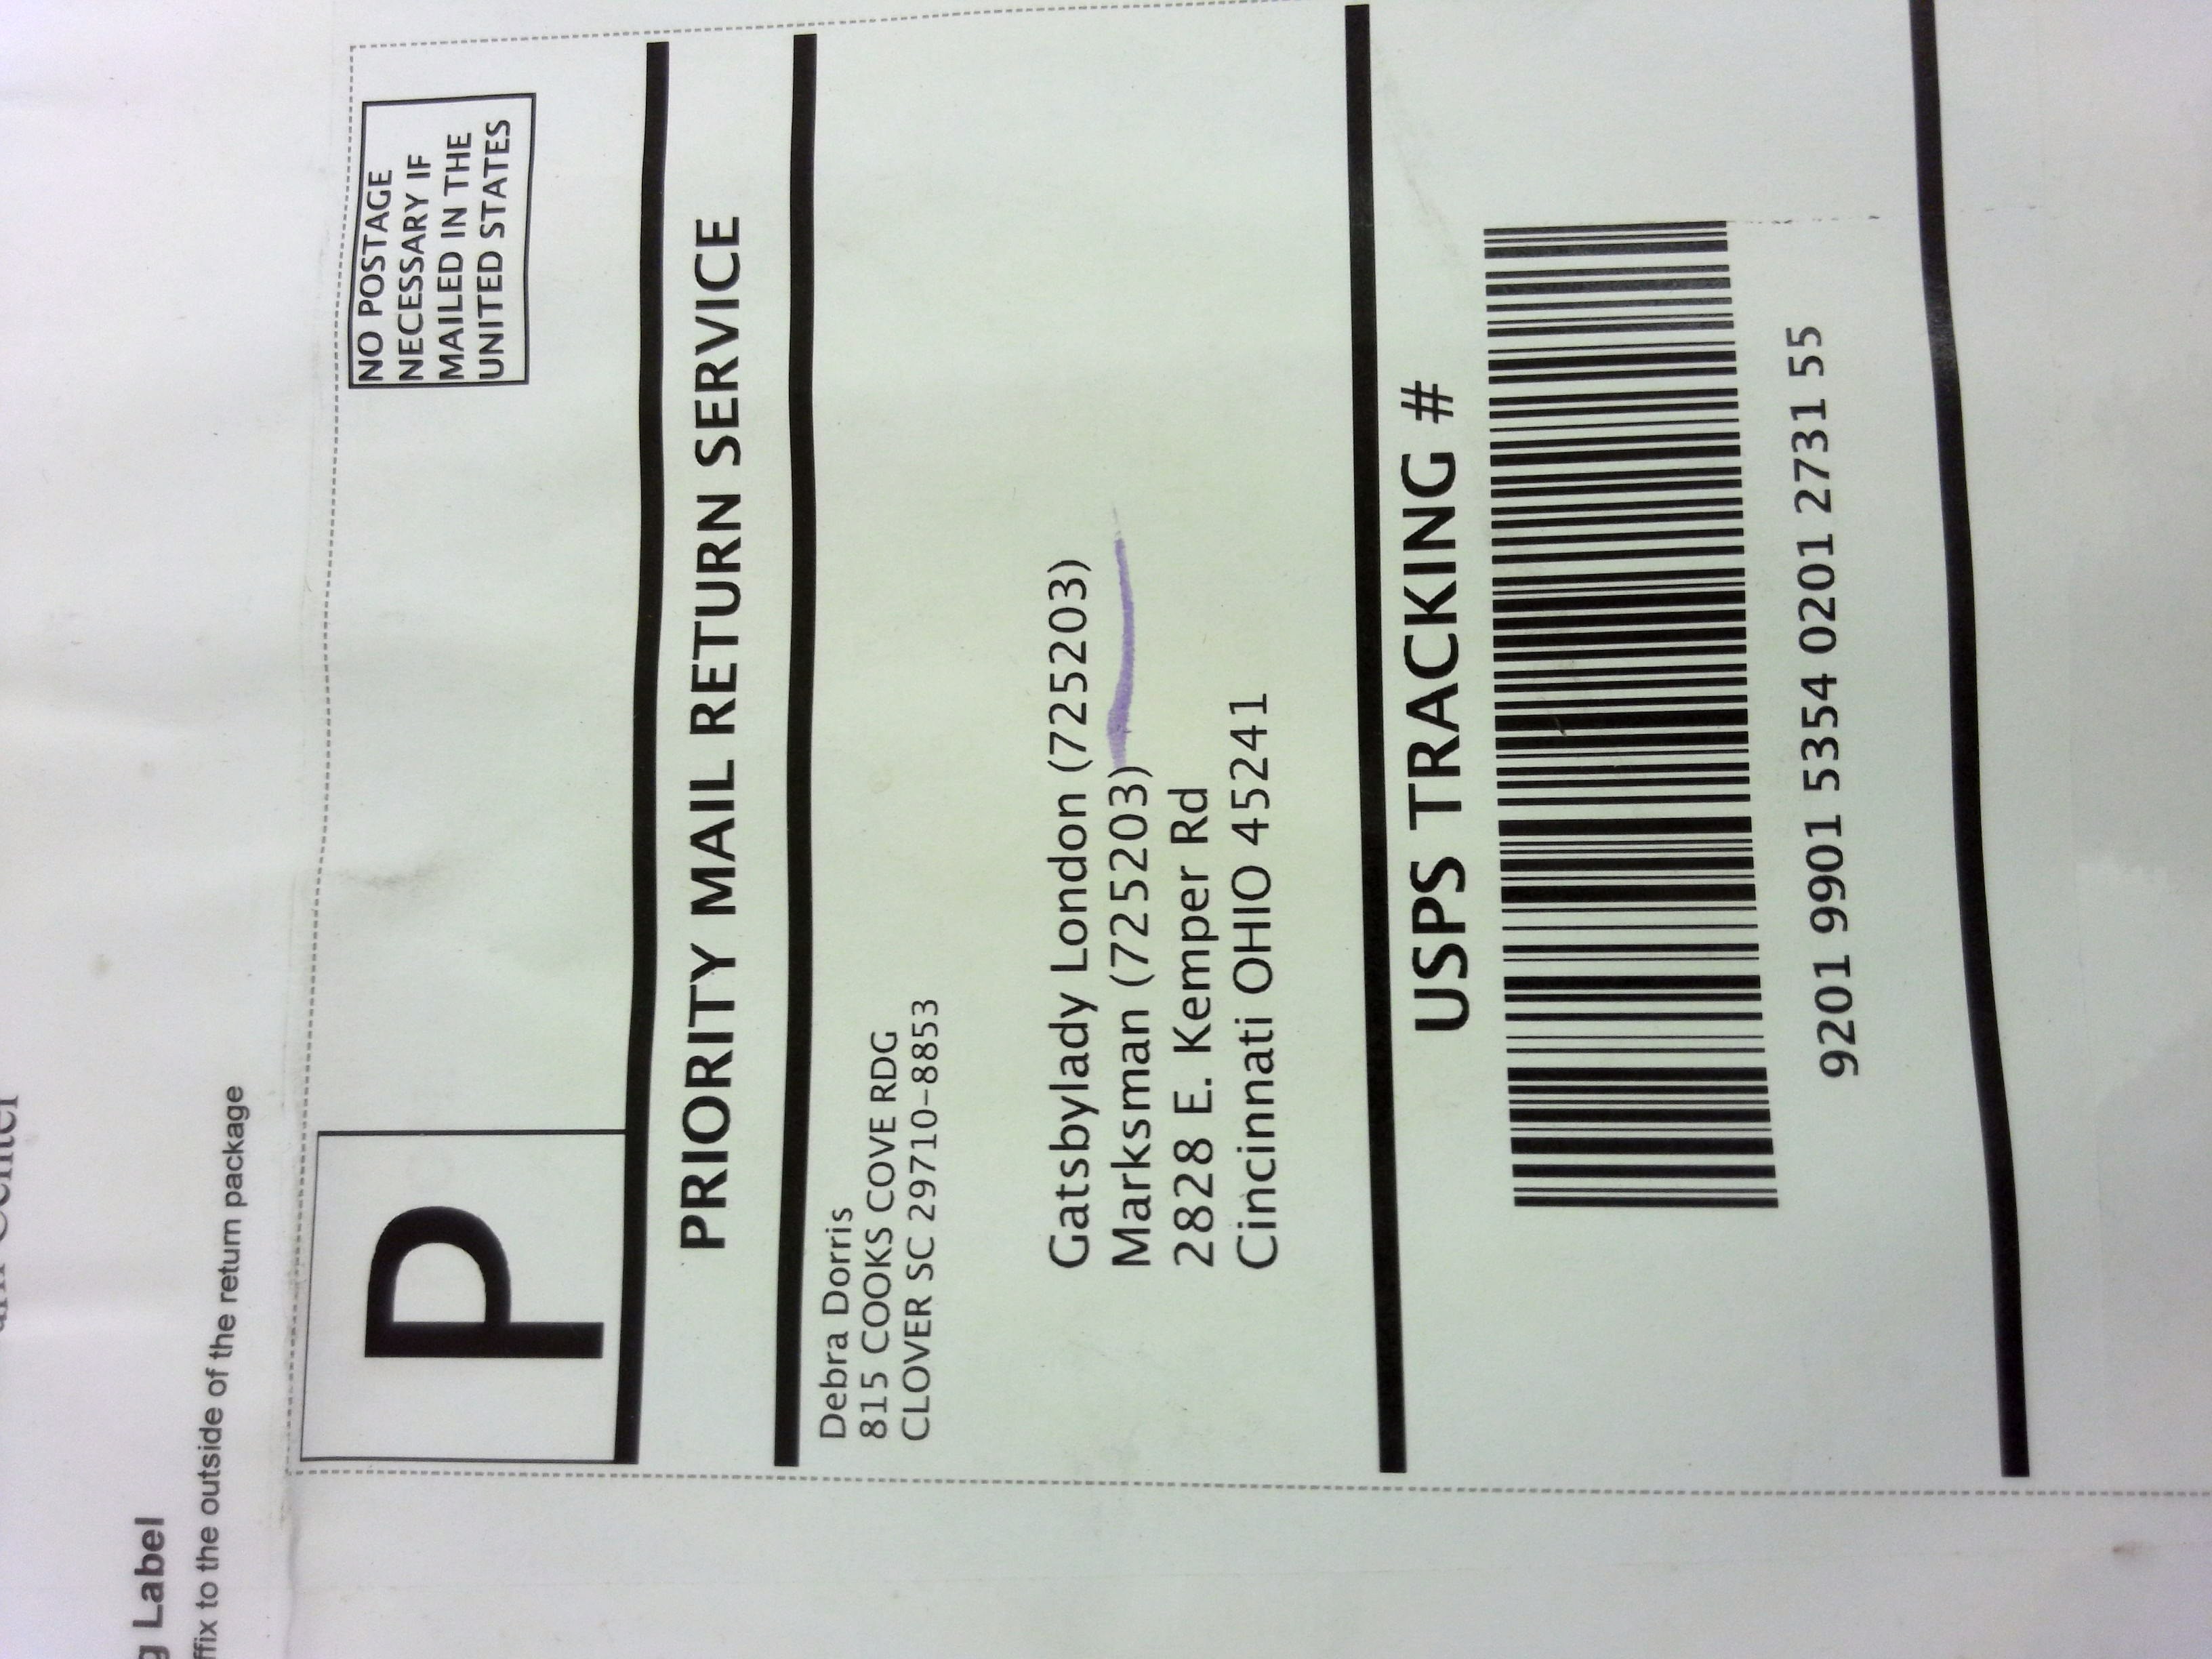 g Label
ffix to the outside of the return package
P
NO POSTAGE
NECESSARY IF
MAILED IN THE
UNITED STATES
PRIORITY MAIL RETURN SERVICE
Debra Dorris
815 COOKS COVE RDG
CLOVER SC 29710-8853
Gatsbylady London (725203)
Marksman (725203)
2828 E. Kemper Rd
Cincinnati OHIO 45241
USPS TRACKING #
9201 9901 5354 0201 2731 55